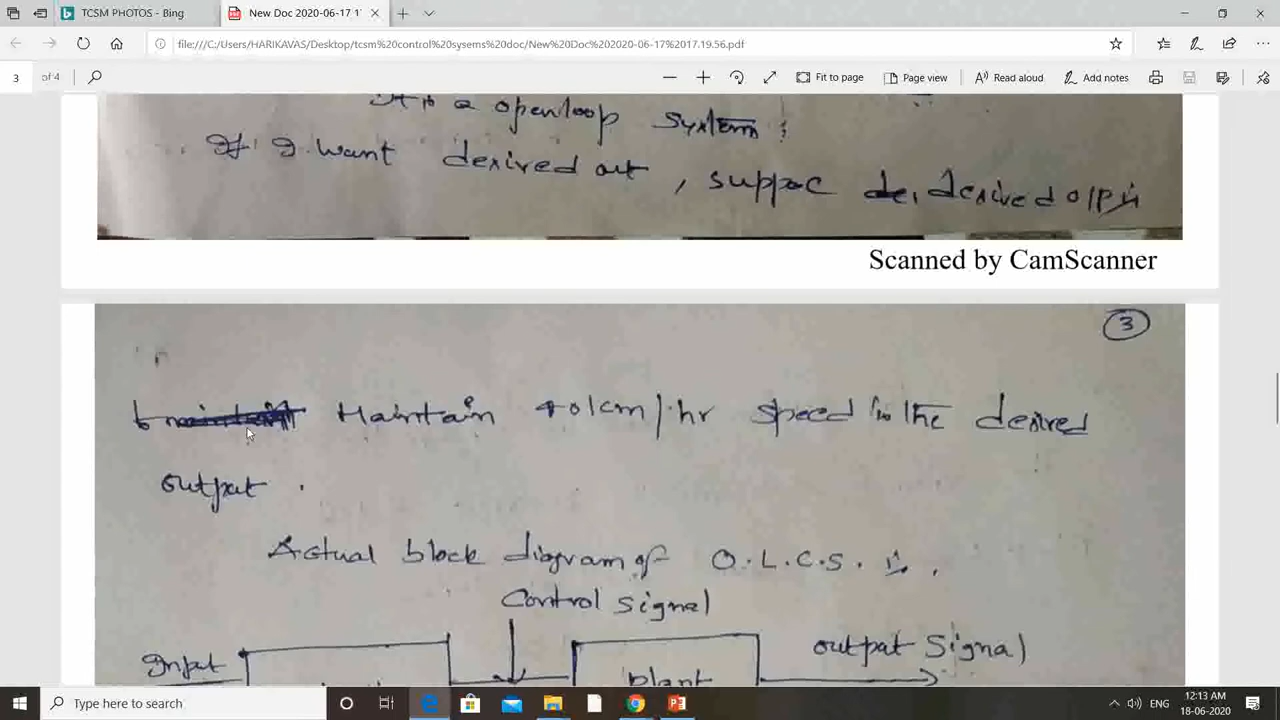 TCSM PHOTOS - Bing
New Doc 2020-06-17 1
file:///C:/Users/HARIKAVAS/Desktop/tcsm%20control%20sysems%20doc/New%20Doc%202020-06-17%2017.19.56.pdf
3 of 4
Fit to page
Page view
Read aloud
Add notes
It is a openloop system
If I want desired out, suppoc desired o/p is
Scanned by CamScanner
3
Maintain 40 km/hr speed is the desired
output.
Actual block diagram of O.L.C.S. is.
Control signal
Input
plant
output signal
Type here to search
ENG
12:13 AM
18-06-2020